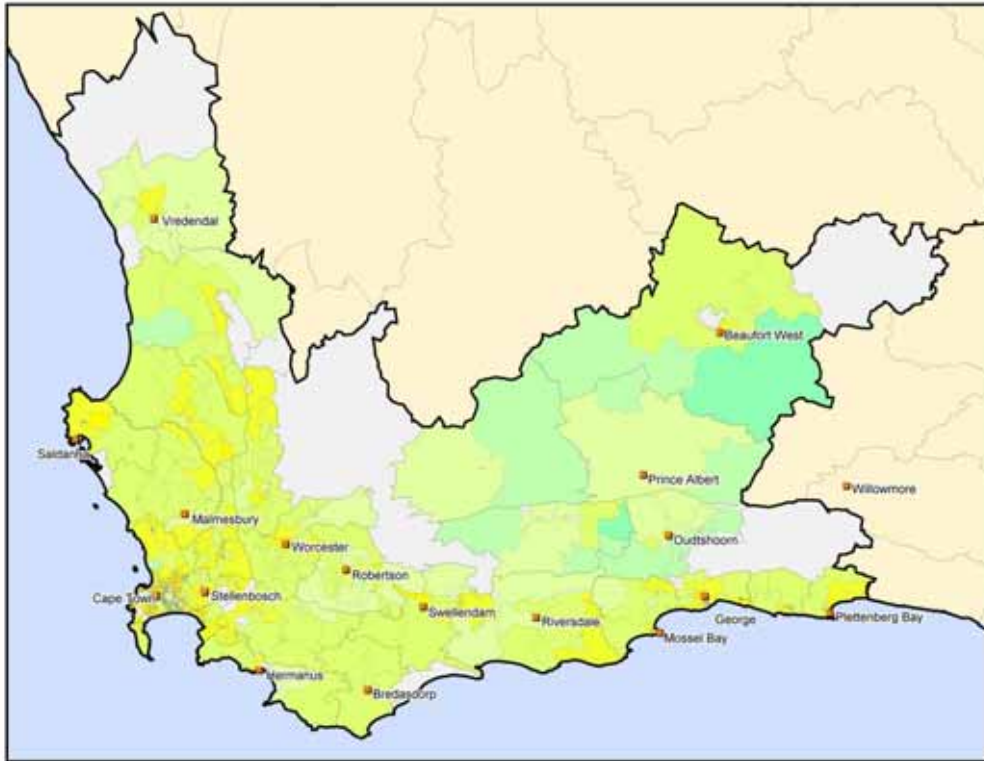 Vredendal
Beaufort West
Saldanha
Prince Albert
Willowmore
Malmesbury
Oudtshoorn
Worcester
Robertson
Cape Town
Stellenbosch
Swellendam
Riversdale
George
Plettenberg Bay
Mossel Bay
Hermanus
Bredasdorp